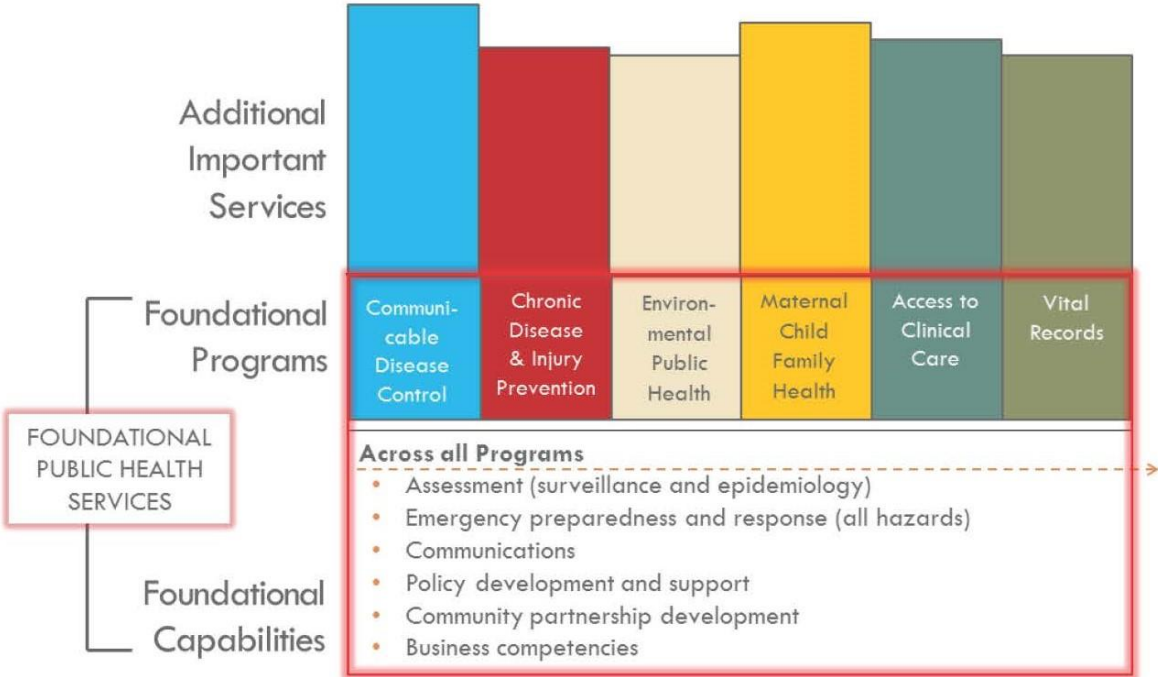 Additional
Important
Services
Foundational
Programs
Communi-
cable
Disease
Control
Chronic
Disease
& Injury
Prevention
Environ-
mental
Public
Health
Maternal
Child
Family
Health
Access to
Clinical
Care
Vital
Records
FOUNDATIONAL
PUBLIC HEALTH
SERVICES
Foundational
Capabilities
Across all Programs
• Assessment (surveillance and epidemiology)
• Emergency preparedness and response (all hazards)
• Communications
• Policy development and support
• Community partnership development
• Business competencies